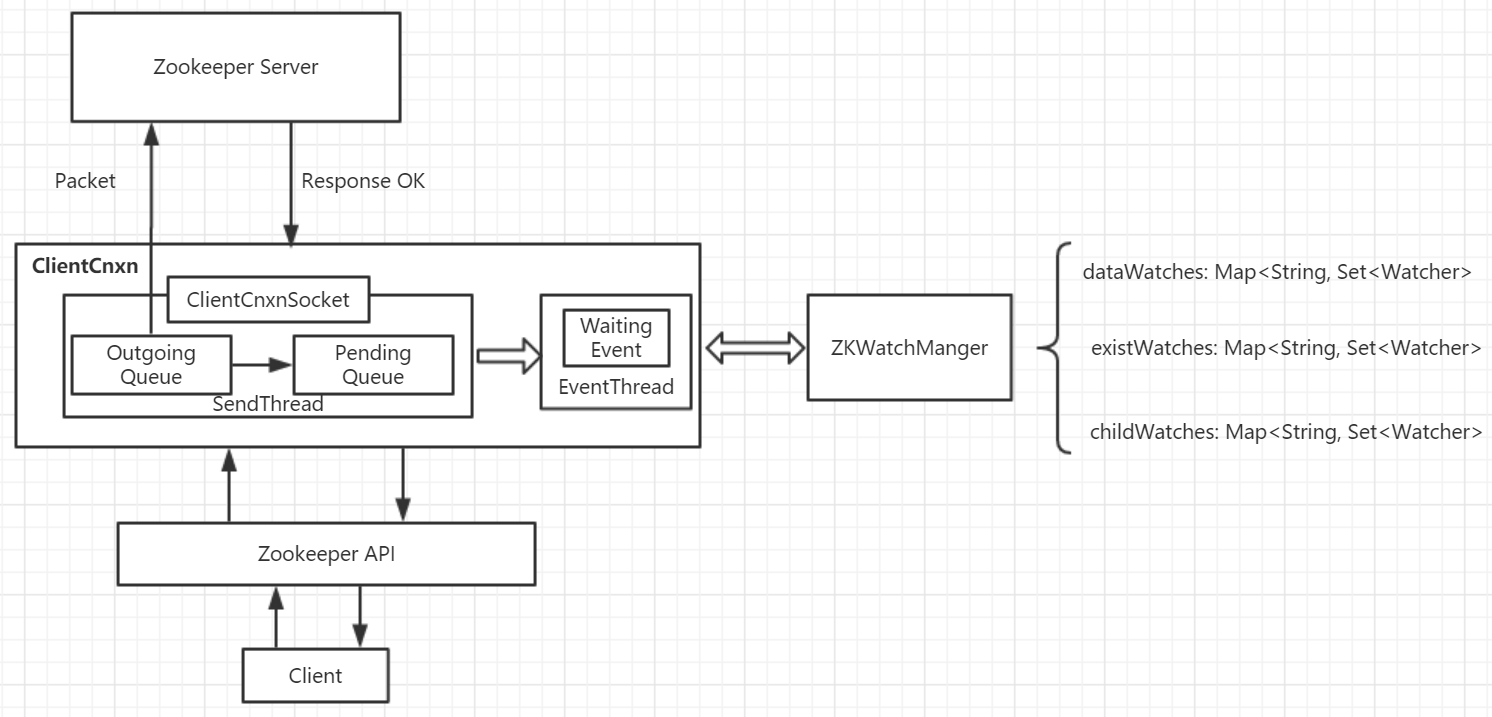 Zookeeper Server
Packet
Response OK
ClientCnxn
ClientCnxnSocket
Outgoing
Queue
Pending
Queue
SendThread
Waiting
Event
EventThread
ZKWatchManger
dataWatches: Map<String, Set<Watcher>
existWatches: Map<String, Set<Watcher>
childWatches: Map<String, Set<Watcher>
Zookeeper API
Client